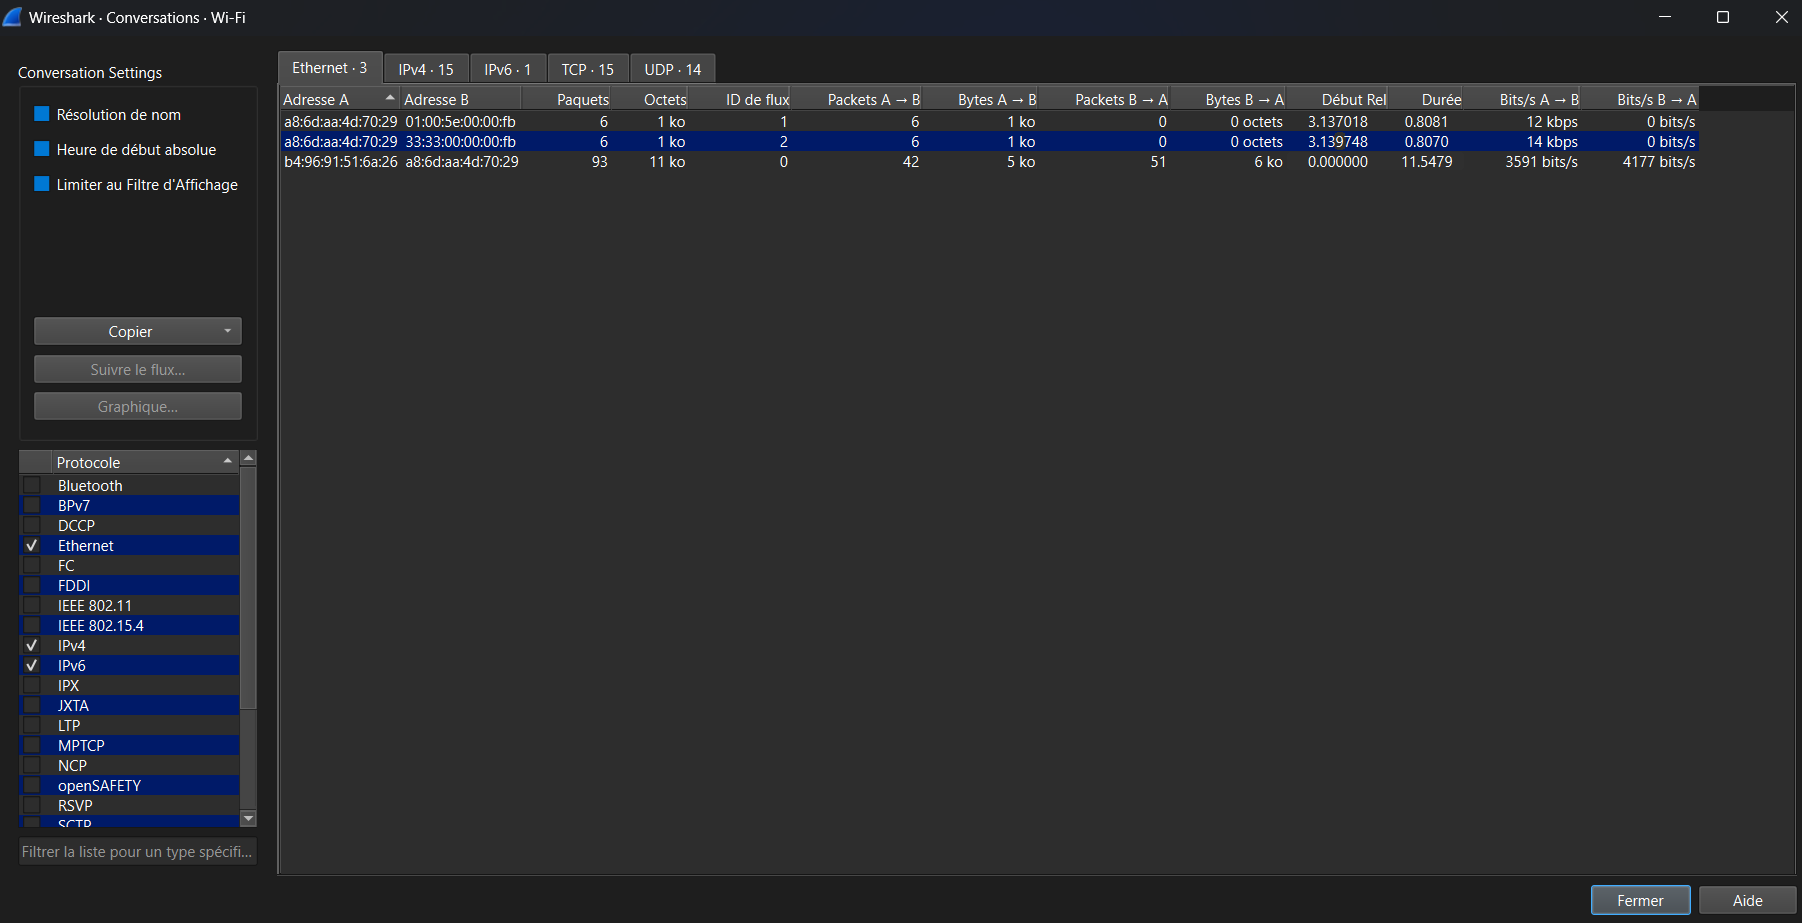 Wireshark · Conversations · Wi-Fi
Conversation Settings
Résolution de nom
Heure de début absolue
Limiter au Filtre d'Affichage
Copier
Suivre le flux...
Graphique...
Protocole
Bluetooth
BPv7
DCCP
Ethernet
FC
FDDI
IEEE 802.11
IEEE 802.15.4
IPv4
IPv6
IPX
JXTA
LTP
MPTCP
NCP
openSAFETY
RSVP
SCTP
Filtrer la liste pour un type spécifi...
Ethernet · 3 IPv4 · 15 IPv6 · 1 TCP · 15 UDP · 14
Adresse A Adresse B Paquets Octets ID de flux Packets A → B Bytes A → B Packets B → A Bytes B → A Début Rel Durée Bits/s A → B Bits/s B → A
a8:6d:aa:4d:70:29 01:00:5e:00:00:fb 6 1 ko 1 6 1 ko 0 0 octets 3.137018 0.8081 12 kbps 0 bits/s
a8:6d:aa:4d:70:29 33:33:00:00:00:fb 6 1 ko 2 6 1 ko 0 0 octets 3.139748 0.8070 14 kbps 0 bits/s
b4:96:91:51:6a:26 a8:6d:aa:4d:70:29 93 11 ko 0 42 5 ko 51 6 ko 0.000000 11.5479 3591 bits/s 4177 bits/s
Fermer Aide